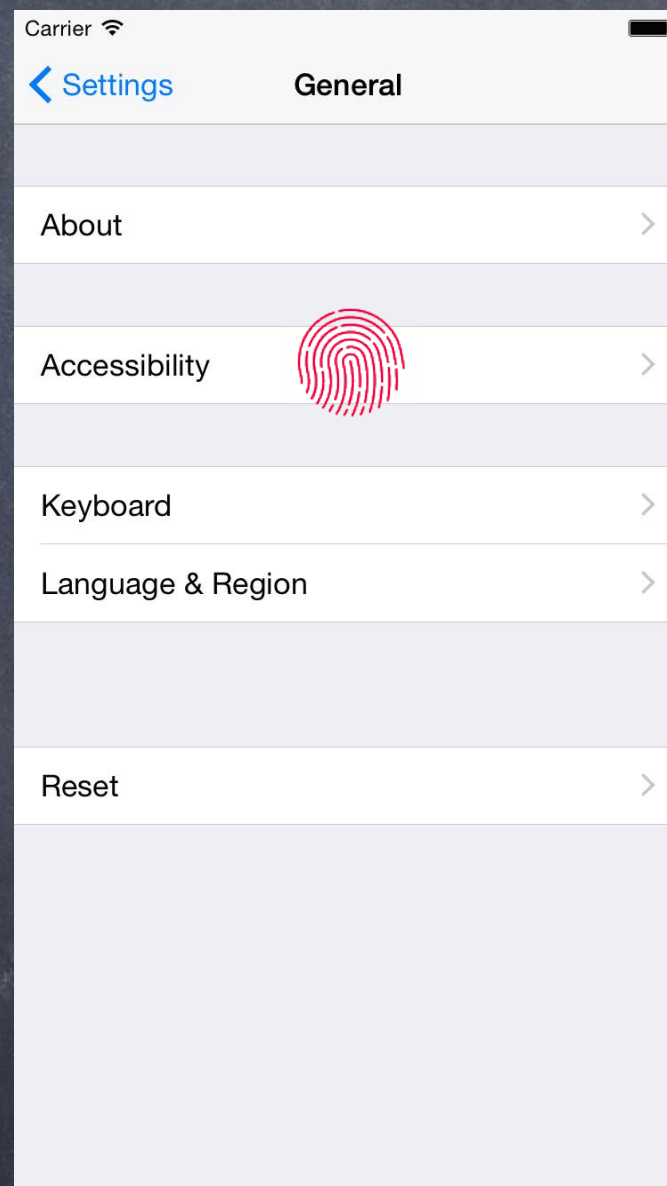 Carrier
Settings
General
About
Accessibility
Keyboard
Language & Region
Reset